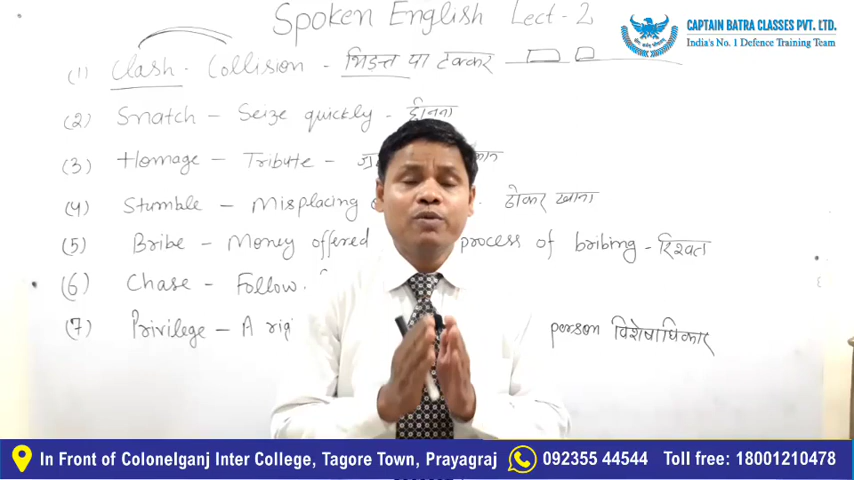 Spoken English Lect - 2
CAPTAIN BATRA CLASSES PVT. LTD.
India's No. 1 Defence Training Team
(1) Clash - Collision - भिड़न्त या टक्कर
(2) Snatch - Seize quickly - छीनना
(3) Homage - Tribute -
(4) Stumble - Misplacing ठोकर खाना
(5) Bribe - Money offered process of bribing - रिश्वत
(6) Chase - Follow.
(7) Privilege - A person विशेषाधिकार
In Front of Colonelganj Inter College, Tagore Town, Prayagraj 092355 44544 Toll free: 18001210478